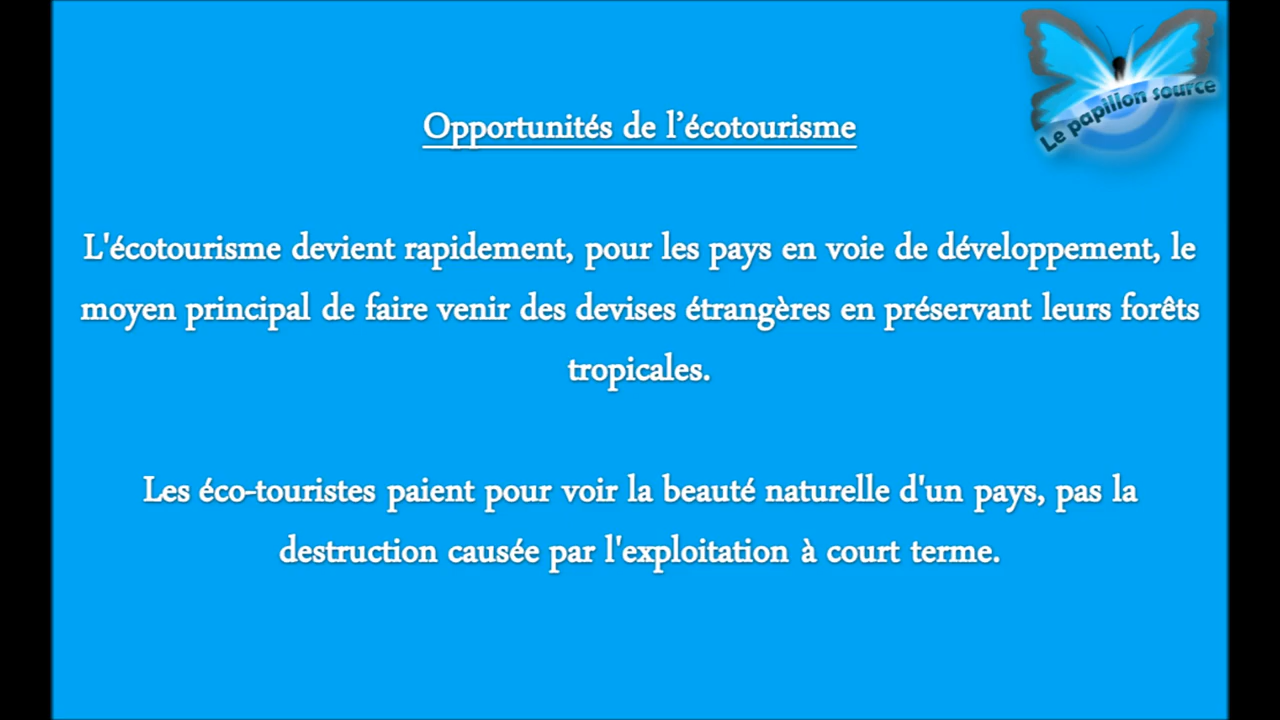 Le papillon source
Opportunités de l’écotourisme
L'écotourisme devient rapidement, pour les pays en voie de développement, le
moyen principal de faire venir des devises étrangères en préservant leurs forêts
tropicales.
Les éco-touristes paient pour voir la beauté naturelle d'un pays, pas la
destruction causée par l'exploitation à court terme.